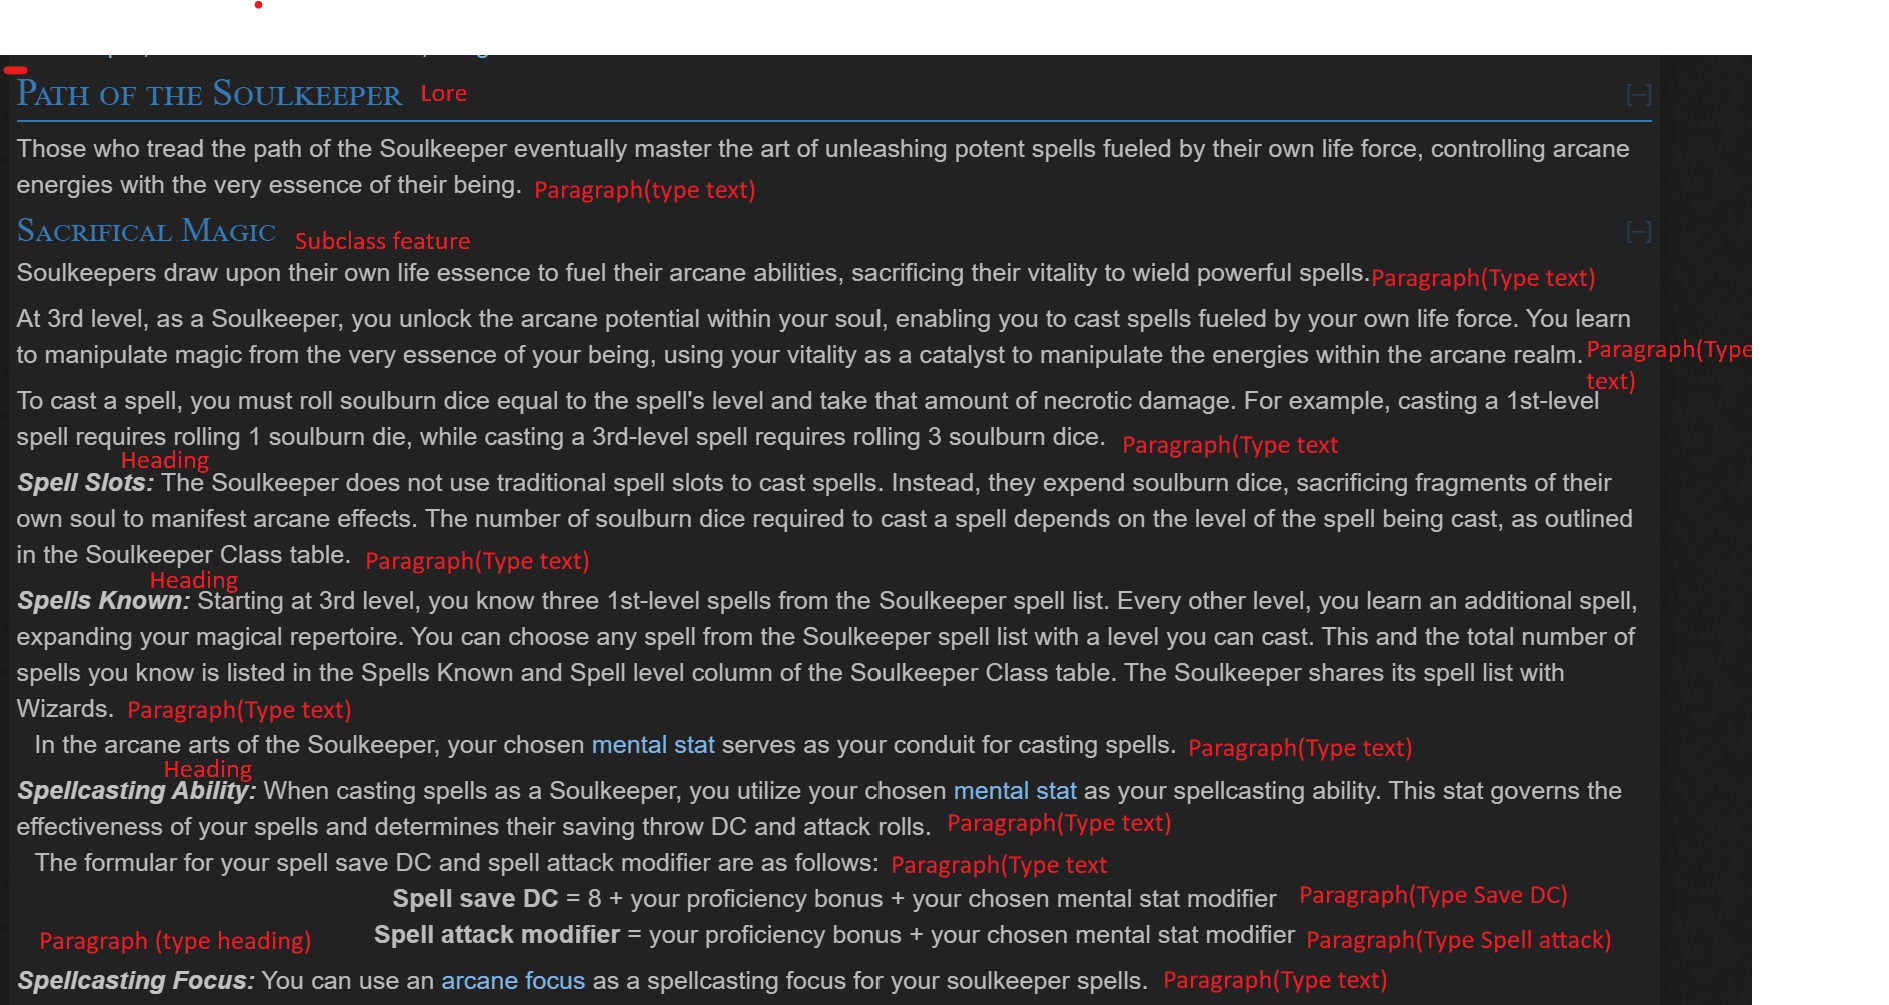 PATH OF THE SOULKEEPER Lore [–]
Those who tread the path of the Soulkeeper eventually master the art of unleashing potent spells fueled by their own life force, controlling arcane
energies with the very essence of their being. Paragraph(type text)
SACRIFICAL MAGIC Subclass feature [–]
Soulkeepers draw upon their own life essence to fuel their arcane abilities, sacrificing their vitality to wield powerful spells. Paragraph(Type text)
At 3rd level, as a Soulkeeper, you unlock the arcane potential within your soul, enabling you to cast spells fueled by your own life force. You learn
to manipulate magic from the very essence of your being, using your vitality as a catalyst to manipulate the energies within the arcane realm. Paragraph(Type
text)
To cast a spell, you must roll soulburn dice equal to the spell's level and take that amount of necrotic damage. For example, casting a 1st-level
spell requires rolling 1 soulburn die, while casting a 3rd-level spell requires rolling 3 soulburn dice. Paragraph(Type text
Heading
Spell Slots: The Soulkeeper does not use traditional spell slots to cast spells. Instead, they expend soulburn dice, sacrificing fragments of their
own soul to manifest arcane effects. The number of soulburn dice required to cast a spell depends on the level of the spell being cast, as outlined
in the Soulkeeper Class table. Paragraph(Type text)
Heading
Spells Known: Starting at 3rd level, you know three 1st-level spells from the Soulkeeper spell list. Every other level, you learn an additional spell,
expanding your magical repertoire. You can choose any spell from the Soulkeeper spell list with a level you can cast. This and the total number of
spells you know is listed in the Spells Known and Spell level column of the Soulkeeper Class table. The Soulkeeper shares its spell list with
Wizards. Paragraph(Type text)
In the arcane arts of the Soulkeeper, your chosen mental stat serves as your conduit for casting spells. Paragraph(Type text)
Heading
Spellcasting Ability: When casting spells as a Soulkeeper, you utilize your chosen mental stat as your spellcasting ability. This stat governs the
effectiveness of your spells and determines their saving throw DC and attack rolls. Paragraph(Type text)
The formular for your spell save DC and spell attack modifier are as follows: Paragraph(Type text
Spell save DC = 8 + your proficiency bonus + your chosen mental stat modifier Paragraph(Type Save DC)
Paragraph (type heading) Spell attack modifier = your proficiency bonus + your chosen mental stat modifier Paragraph(Type Spell attack)
Spellcasting Focus: You can use an arcane focus as a spellcasting focus for your soulkeeper spells. Paragraph(Type text)